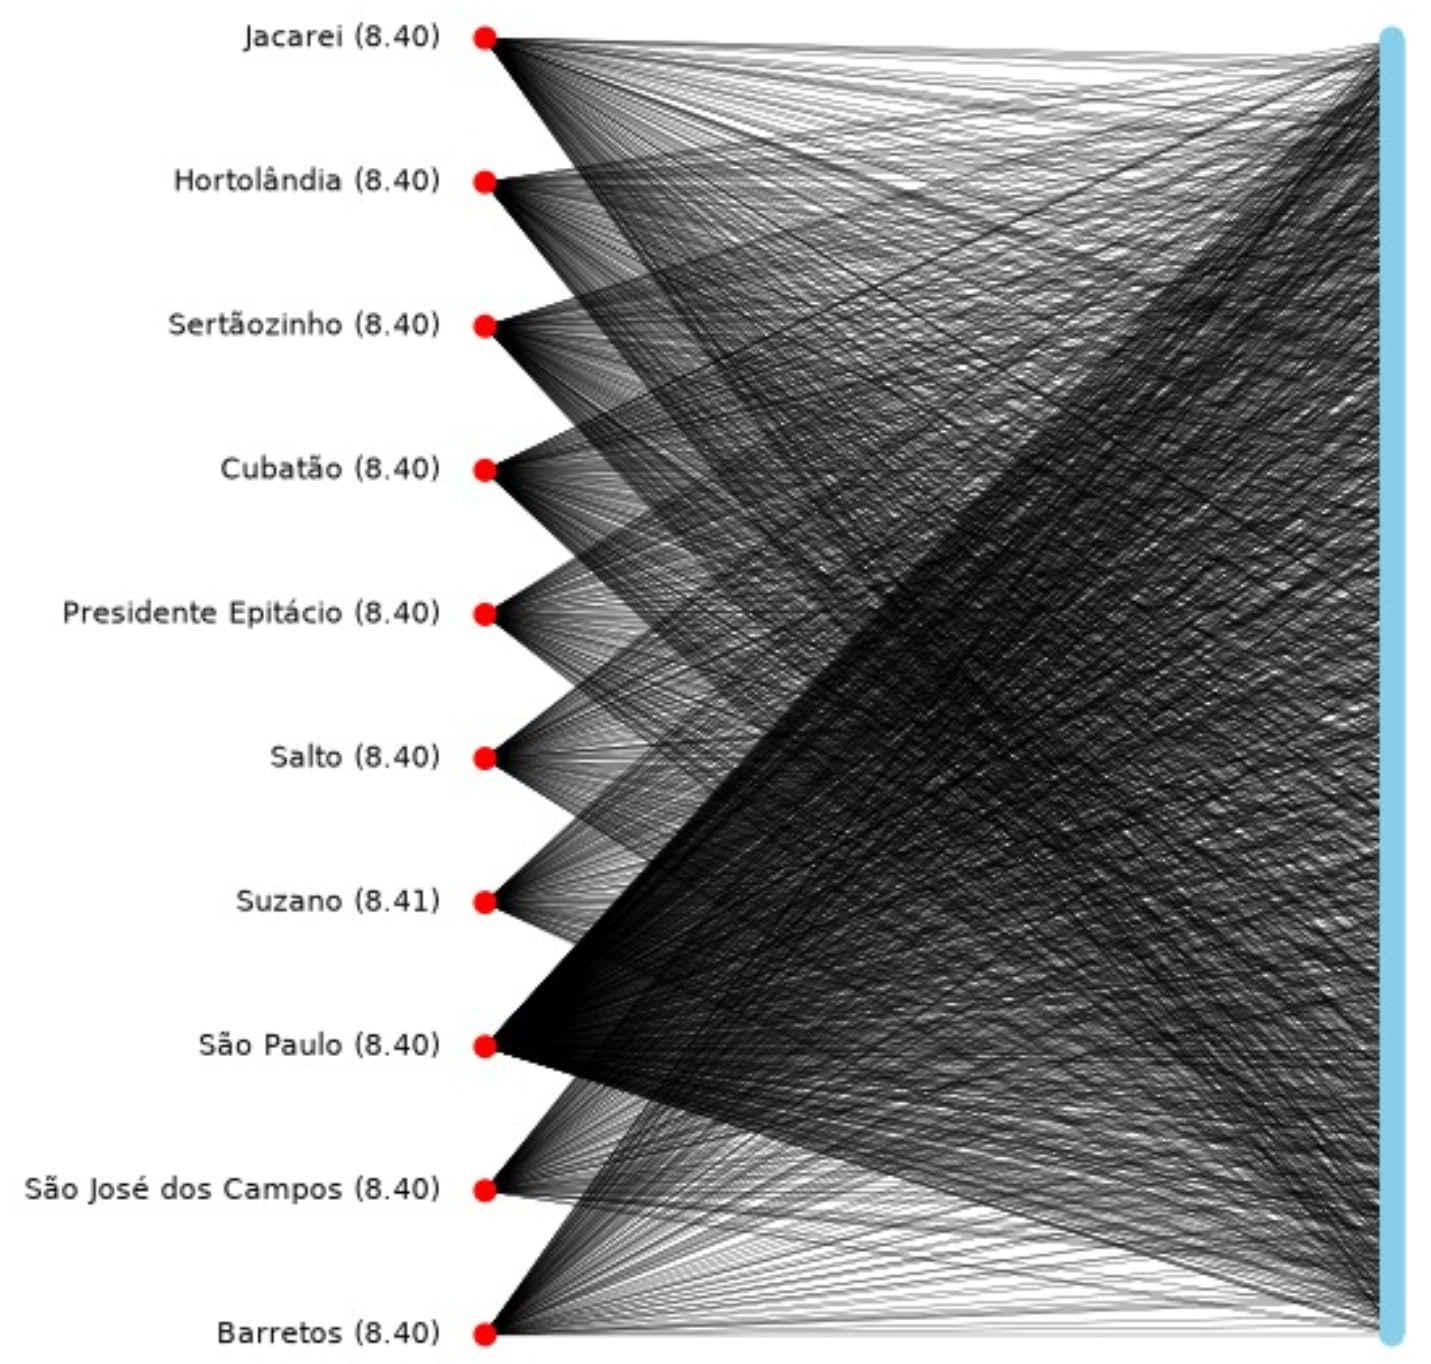 Jacarei (8.40)
Hortolândia (8.40)
Sertãozinho (8.40)
Cubatão (8.40)
Presidente Epitácio (8.40)
Salto (8.40)
Suzano (8.41)
São Paulo (8.40)
São José dos Campos (8.40)
Barretos (8.40)